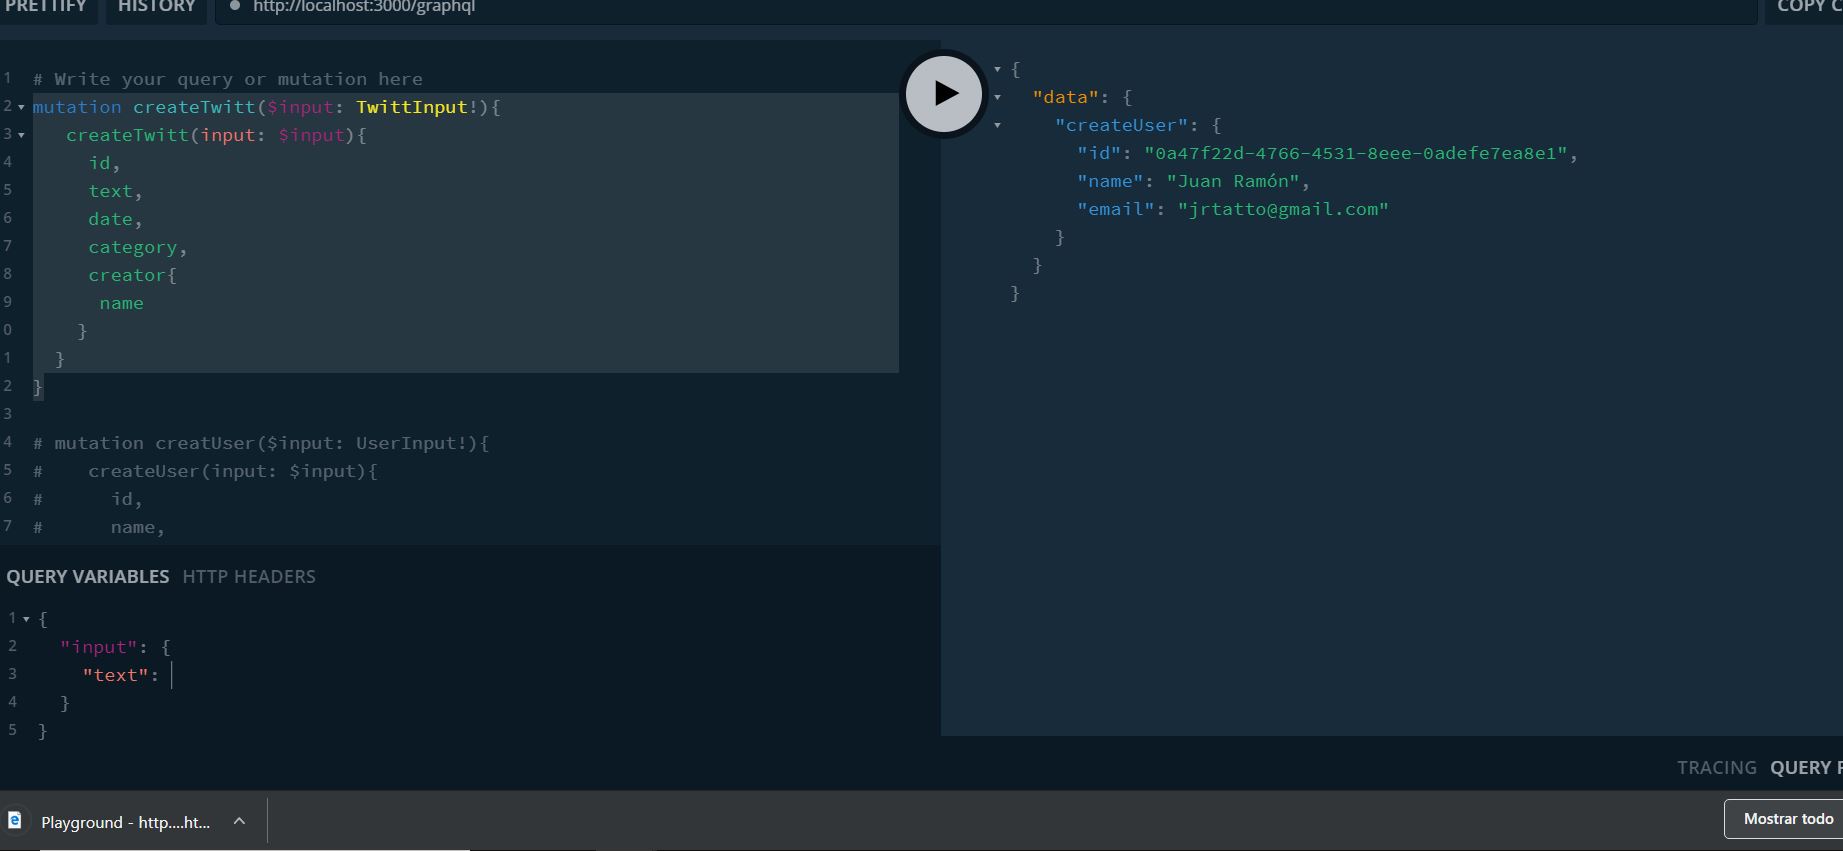 PRETTIFY HISTORY http://localhost:3000/graphql COPY C
1 # Write your query or mutation here
2 mutation createTwitt($input: TwittInput!){
3 createTwitt(input: $input){
4 id,
5 text,
6 date,
7 category,
8 creator{
9 name
0 }
1 }
2 }
3
4 # mutation creatUser($input: UserInput!){
5 # createUser(input: $input){
6 # id,
7 # name,
QUERY VARIABLES HTTP HEADERS
1 {
2 "input": {
3 "text":
4 }
5 }
{
"data": {
"createUser": {
"id": "0a47f22d-4766-4531-8eee-0adefe7ea8e1",
"name": "Juan Ramón",
"email": "jrtatto@gmail.com"
}
}
}
TRACING QUERY P
Playground - http....ht...
Mostrar todo